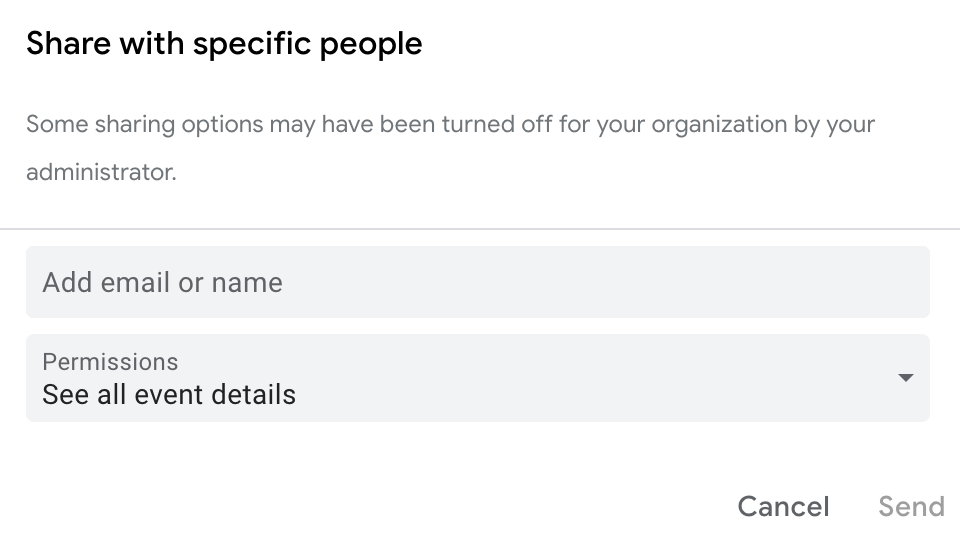 Share with specific people
Some sharing options may have been turned off for your organization by your
administrator.
Add email or name
Permissions
See all event details
Cancel Send